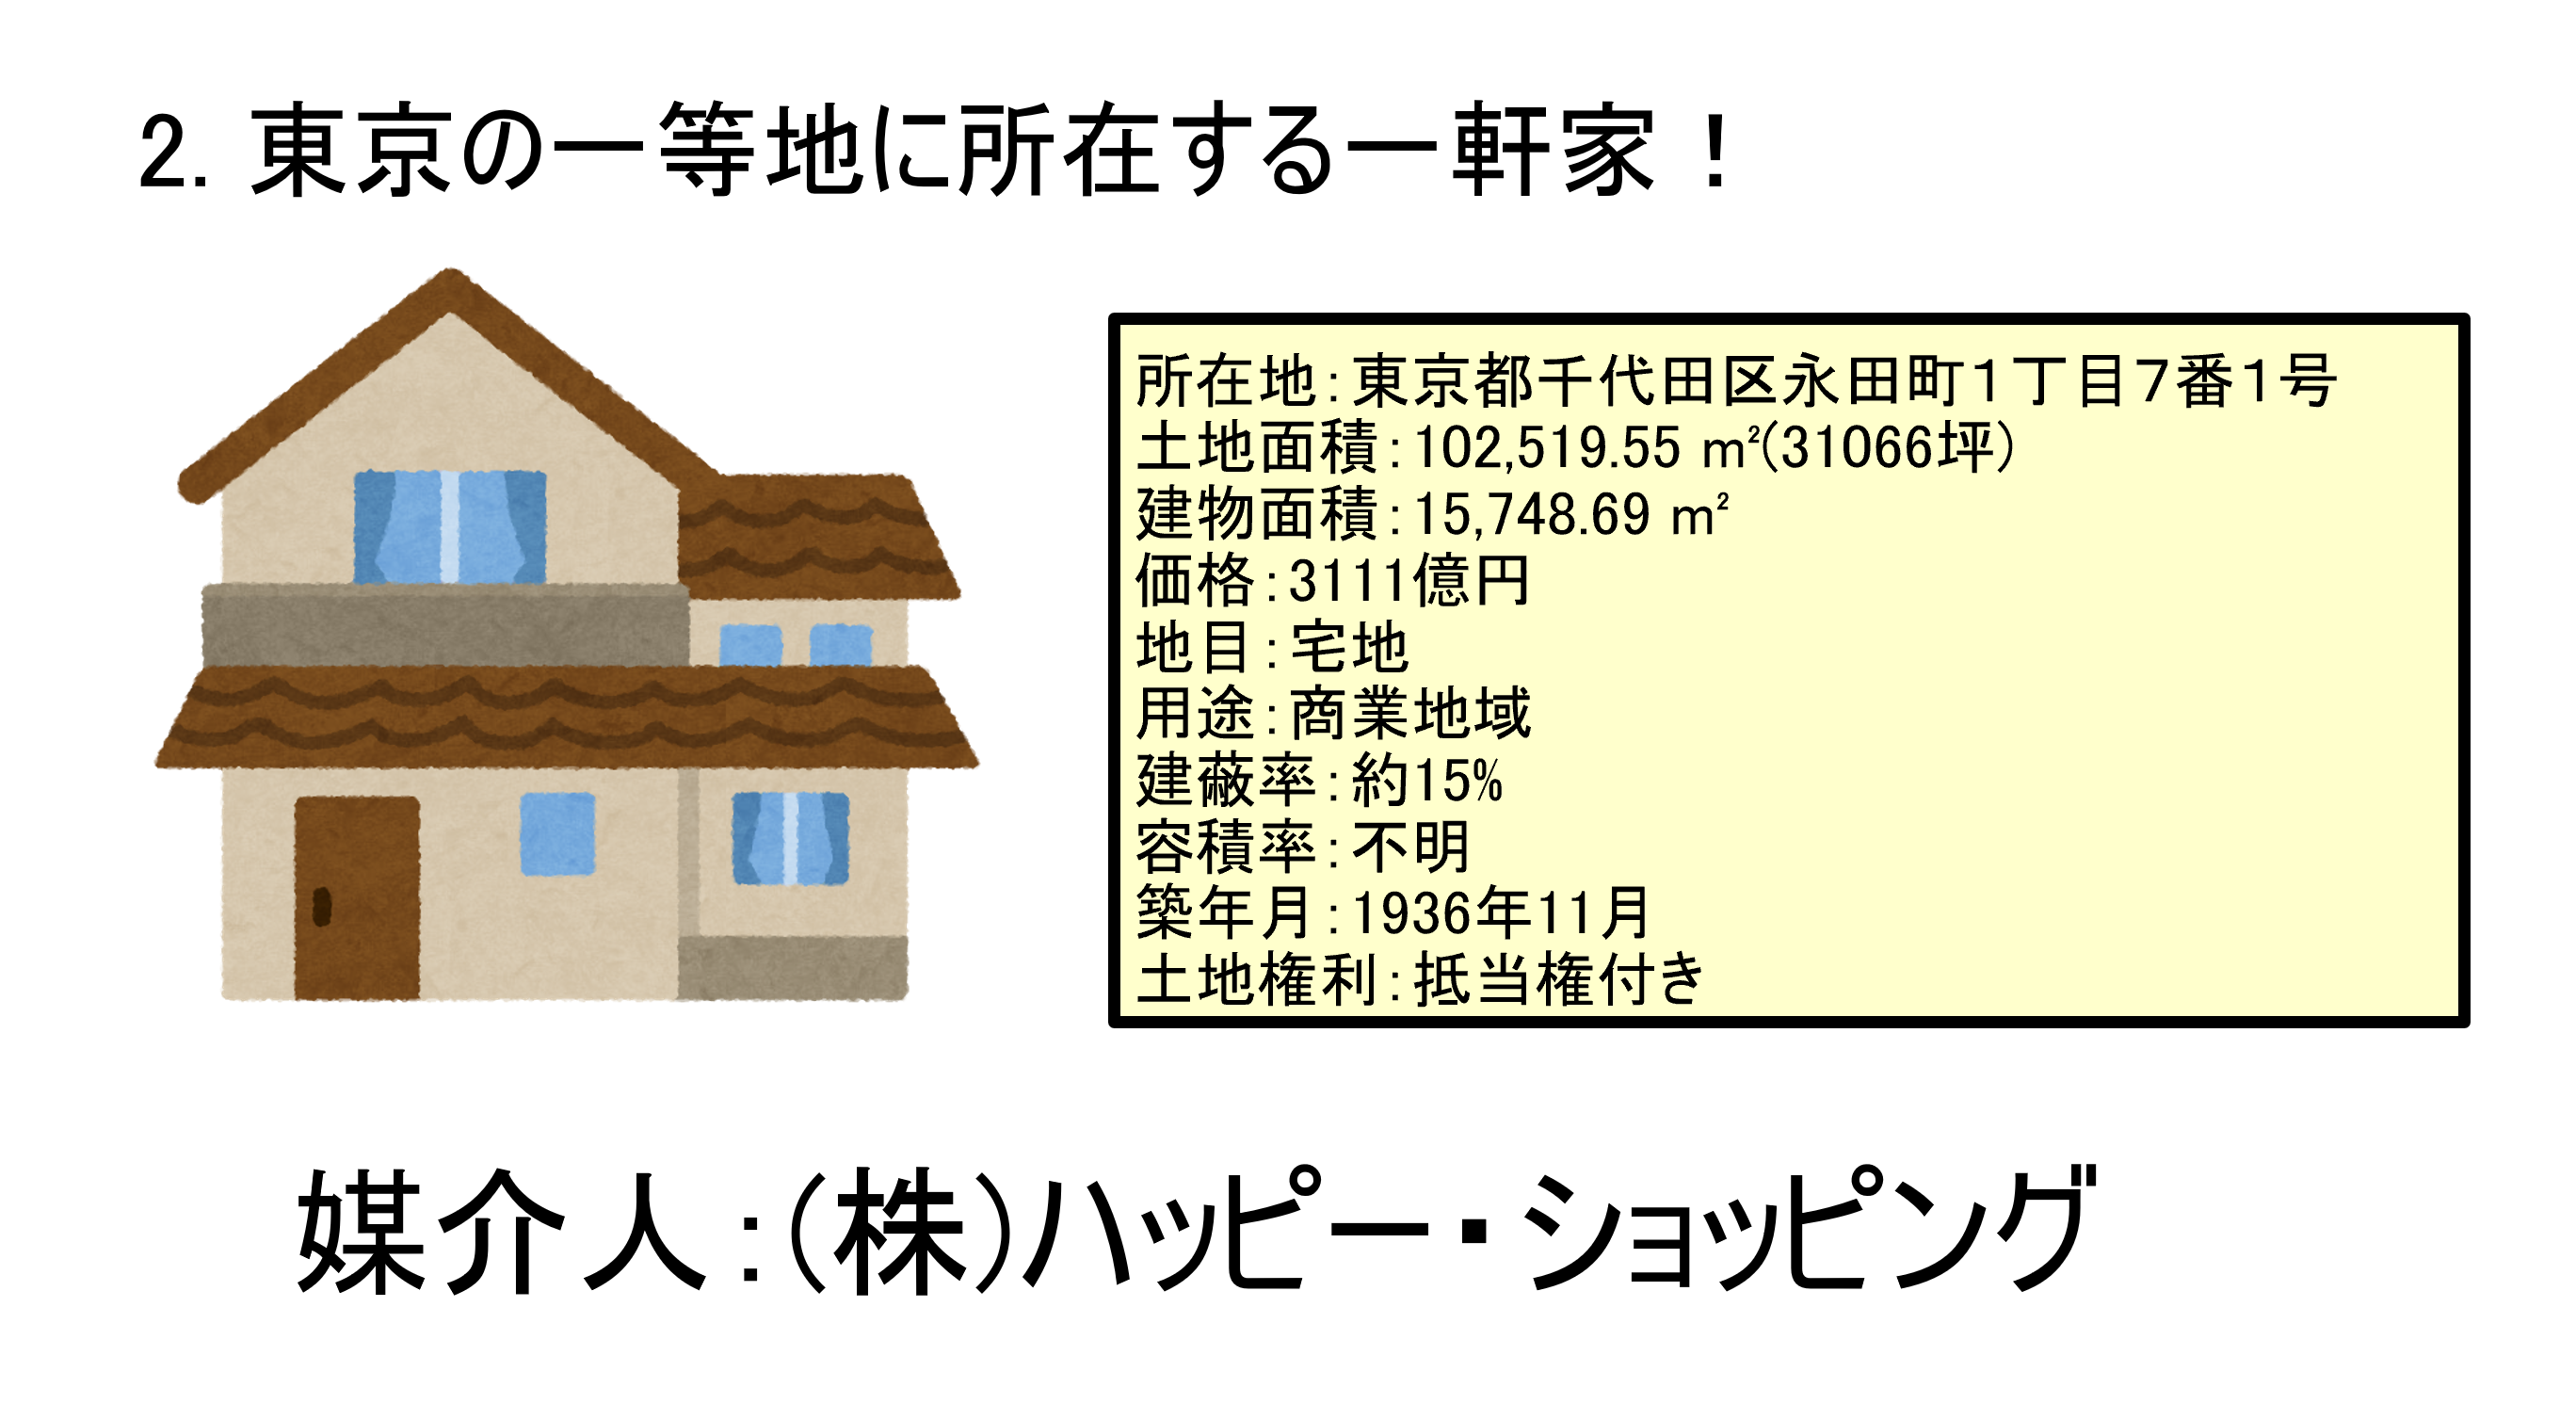 2. 東京の一等地に所在する一軒家！
所在地：東京都千代田区永田町１丁目７番１号
土地面積：102,519.55 ㎡(31066坪)
建物面積：15,748.69 ㎡
価格：3111億円
地目：宅地
用途：商業地域
建蔽率：約15%
容積率：不明
築年月：1936年11月
土地権利：抵当権付き
媒介人：(株)ハッピー・ショッピング